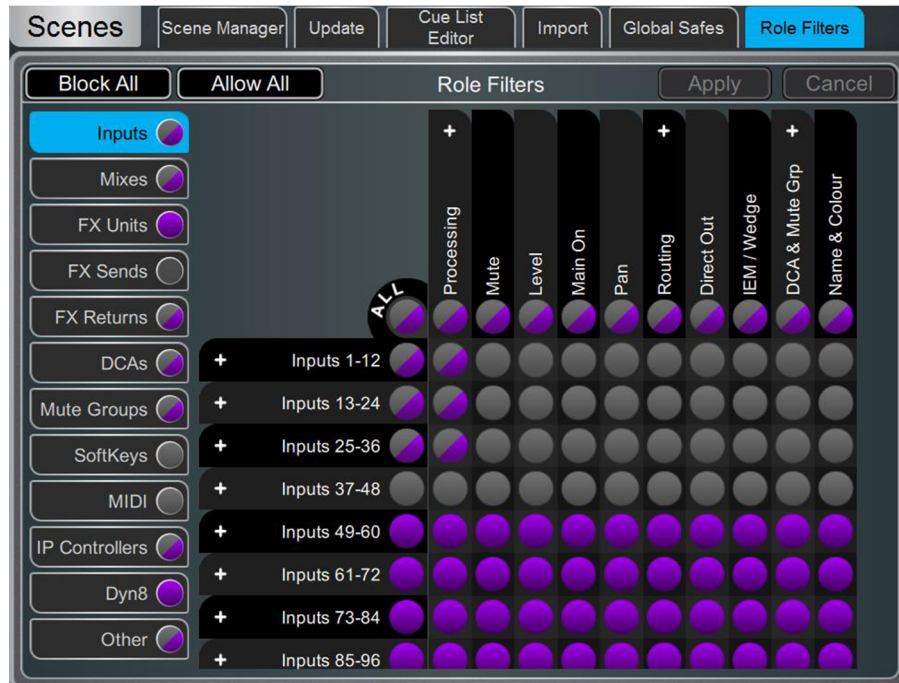 Scenes
Scene Manager
Update
Cue List
Editor
Import
Global Safes
Role Filters
Block All
Allow All
Role Filters
Apply
Cancel
Inputs
Mixes
FX Units
FX Sends
FX Returns
DCAs
Mute Groups
SoftKeys
MIDI
IP Controllers
Dyn8
Other
+
+
+
Processing
Mute
Level
Main On
Pan
Routing
Direct Out
IEM / Wedge
DCA & Mute Grp
Name & Colour
ALL
+ Inputs 1-12
+ Inputs 13-24
+ Inputs 25-36
+ Inputs 37-48
+ Inputs 49-60
+ Inputs 61-72
+ Inputs 73-84
+ Inputs 85-96